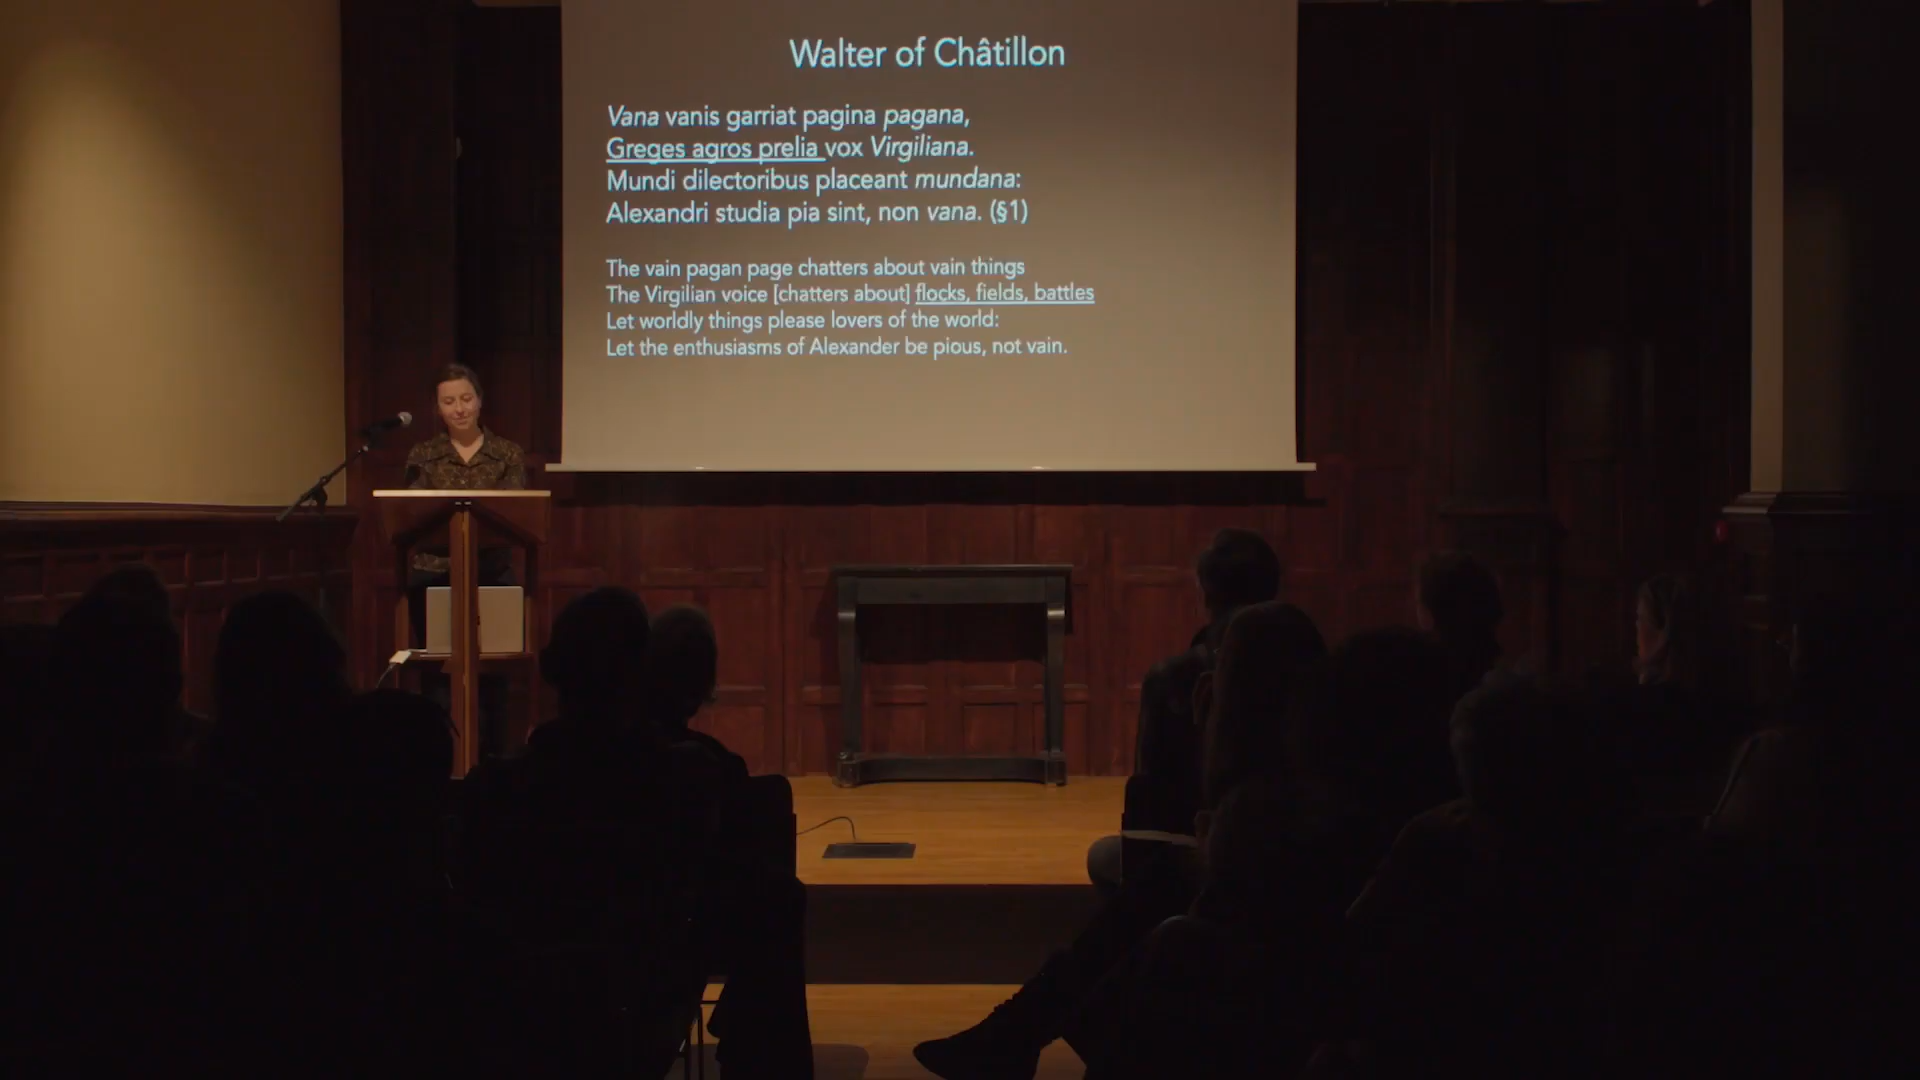 Walter of Châtillon
Vana vanis garriat pagina pagana,
Greges agros prelia vox Virgiliana.
Mundi dilectoribus placeant mundana:
Alexandri studia pia sint, non vana. (§1)
The vain pagan page chatters about vain things
The Virgilian voice [chatters about] flocks, fields, battles
Let worldly things please lovers of the world:
Let the enthusiasms of Alexander be pious, not vain.